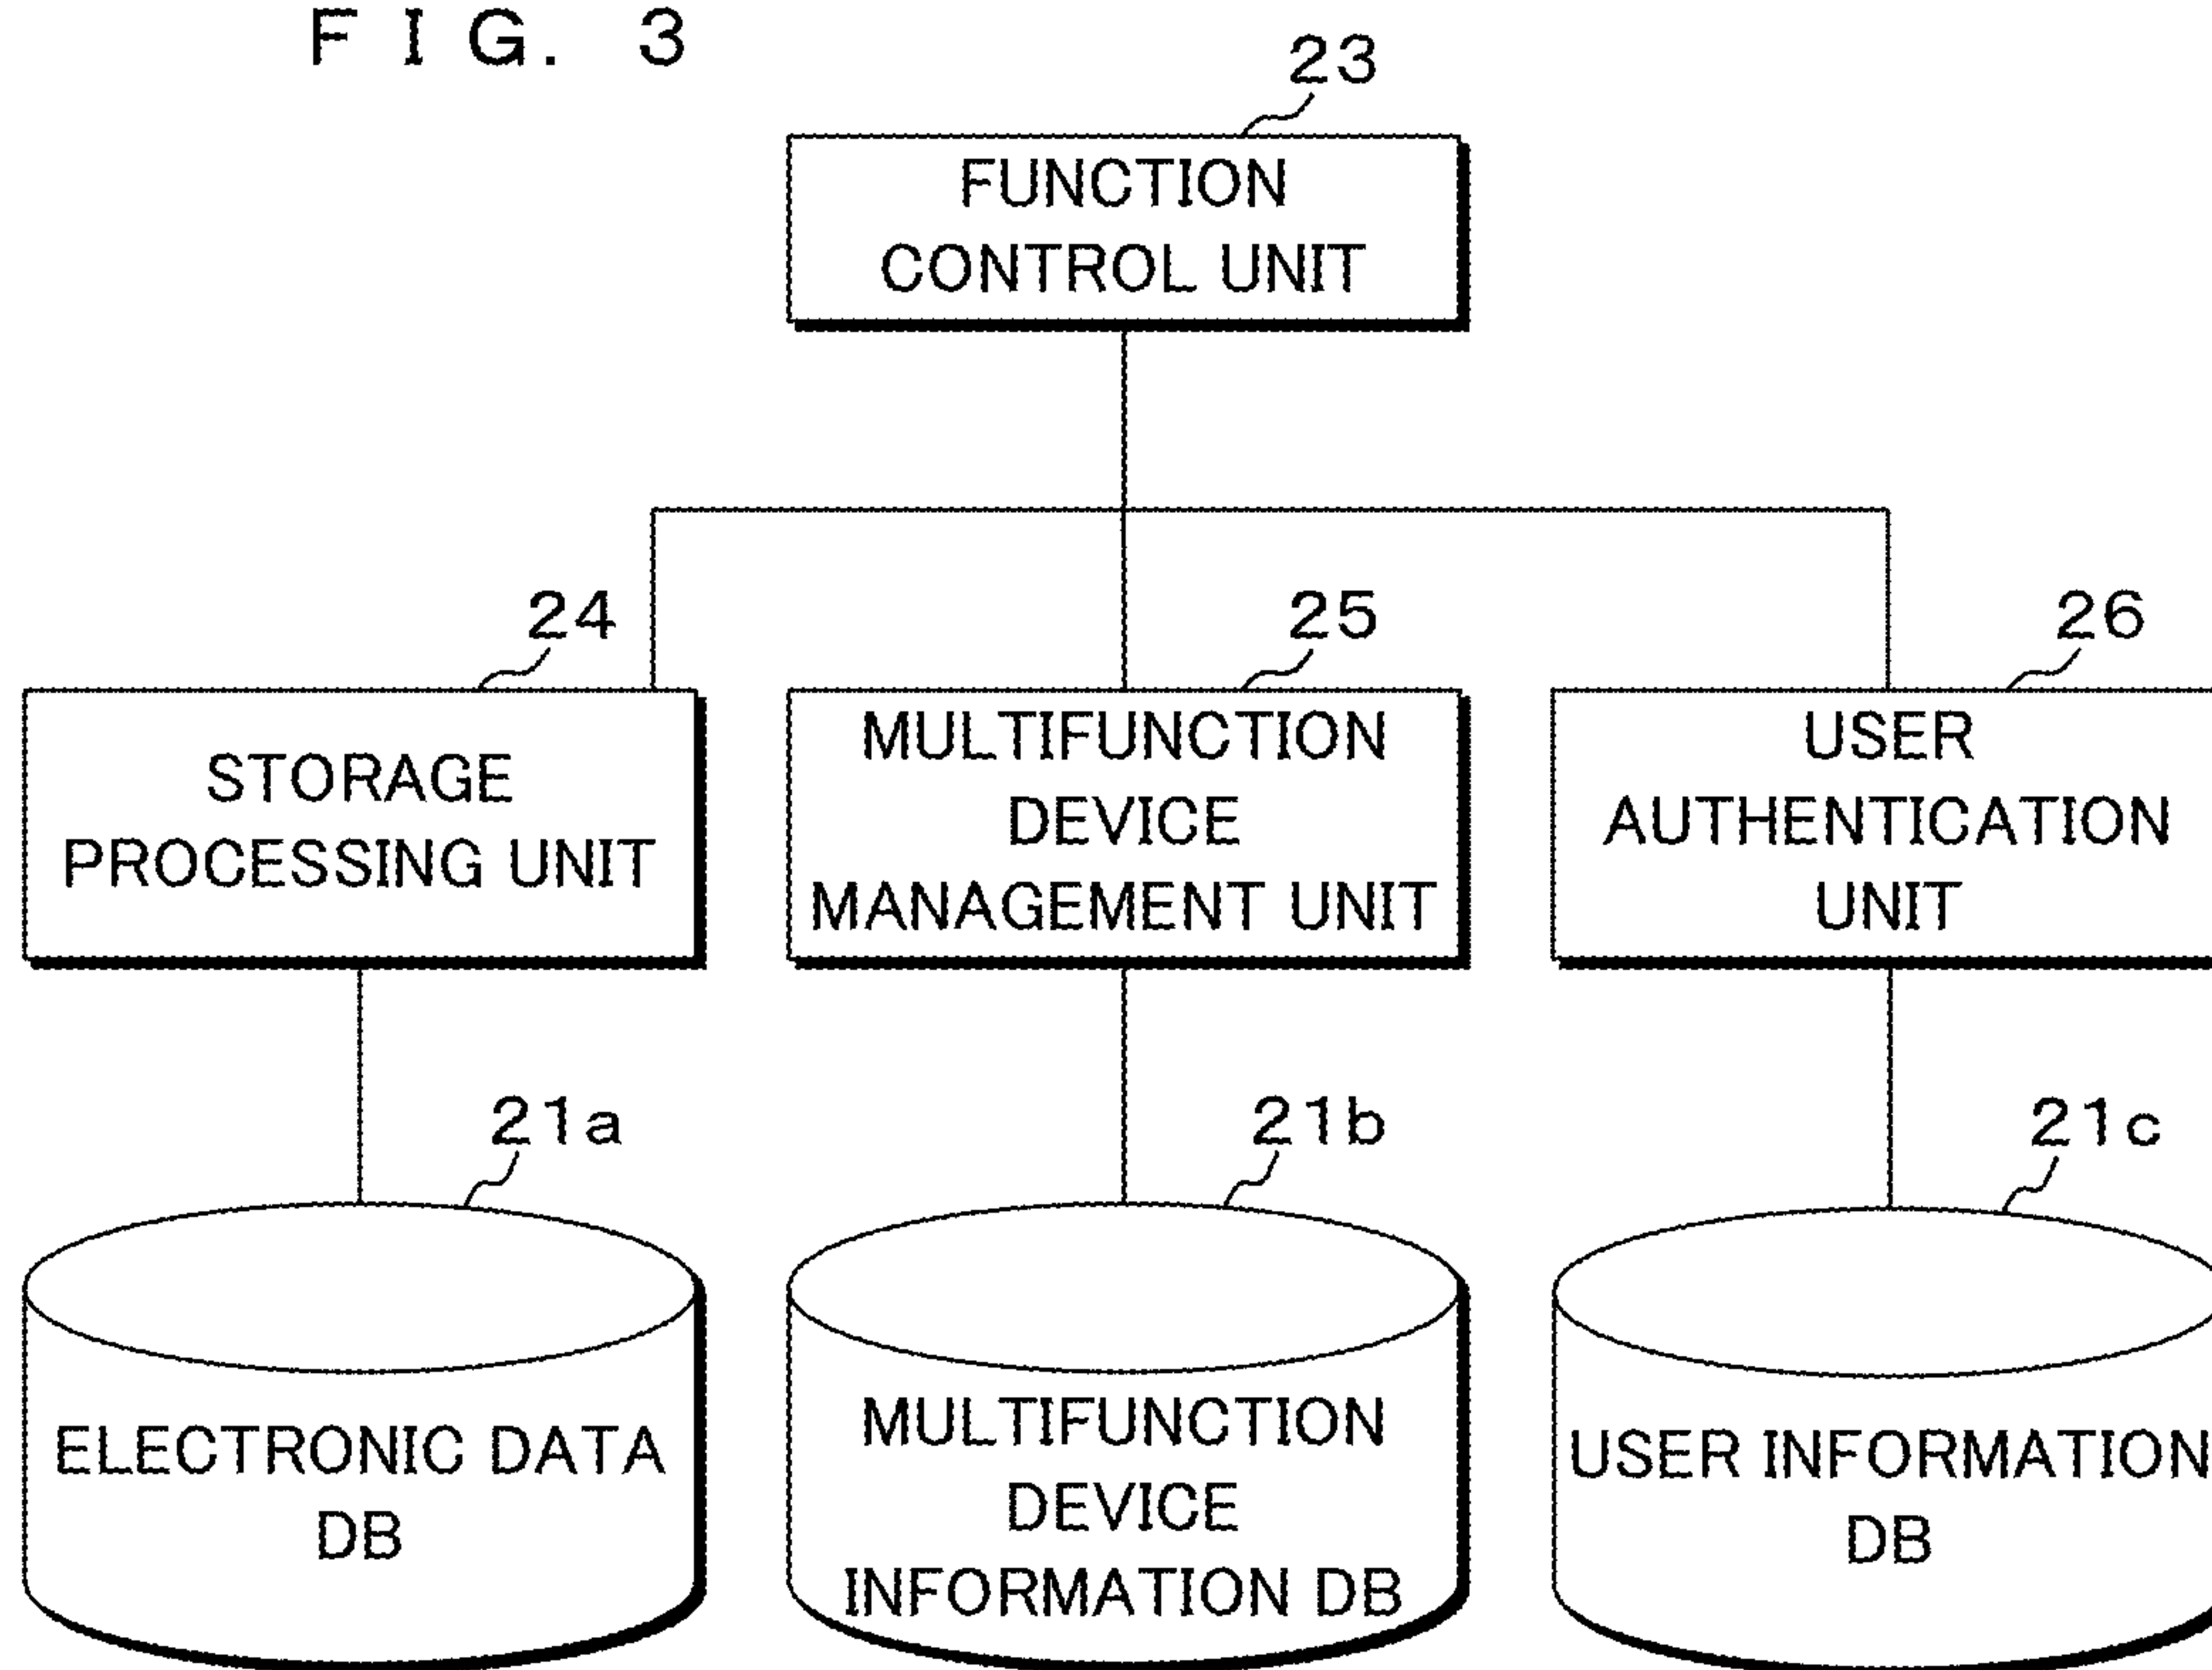 FIG. 3
23
FUNCTION
CONTROL UNIT
24
STORAGE
PROCESSING UNIT
25
MULTIFUNCTION
DEVICE
MANAGEMENT UNIT
26
USER
AUTHENTICATION
UNIT
21a
ELECTRONIC DATA
DB
21b
MULTIFUNCTION
DEVICE
INFORMATION DB
21c
USER INFORMATION
DB